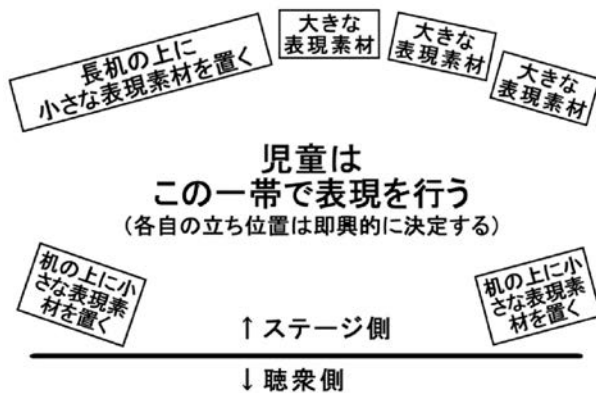 長机の上に
小さな表現素材を置く
大きな
表現素材
大きな
表現素材
大きな
表現素材
児童は
この一帯で表現を行う
(各自の立ち位置は即興的に決定する)
机の上に小
さな表現素
材を置く
机の上に小
さな表現素
材を置く
↑ステージ側
↓聴衆側